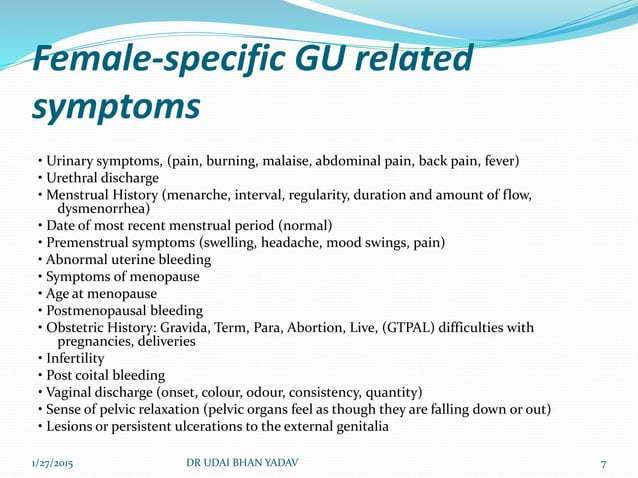 Female-specific GU related
symptoms
• Urinary symptoms, (pain, burning, malaise, abdominal pain, back pain, fever)
• Urethral discharge
• Menstrual History (menarche, interval, regularity, duration and amount of flow,
dysmenorrhea)
• Date of most recent menstrual period (normal)
• Premenstrual symptoms (swelling, headache, mood swings, pain)
• Abnormal uterine bleeding
• Symptoms of menopause
• Age at menopause
• Postmenopausal bleeding
• Obstetric History: Gravida, Term, Para, Abortion, Live, (GTPAL) difficulties with
pregnancies, deliveries
• Infertility
• Post coital bleeding
• Vaginal discharge (onset, colour, odour, consistency, quantity)
• Sense of pelvic relaxation (pelvic organs feel as though they are falling down or out)
• Lesions or persistent ulcerations to the external genitalia
1/27/2015 DR UDAI BHAN YADAV 7